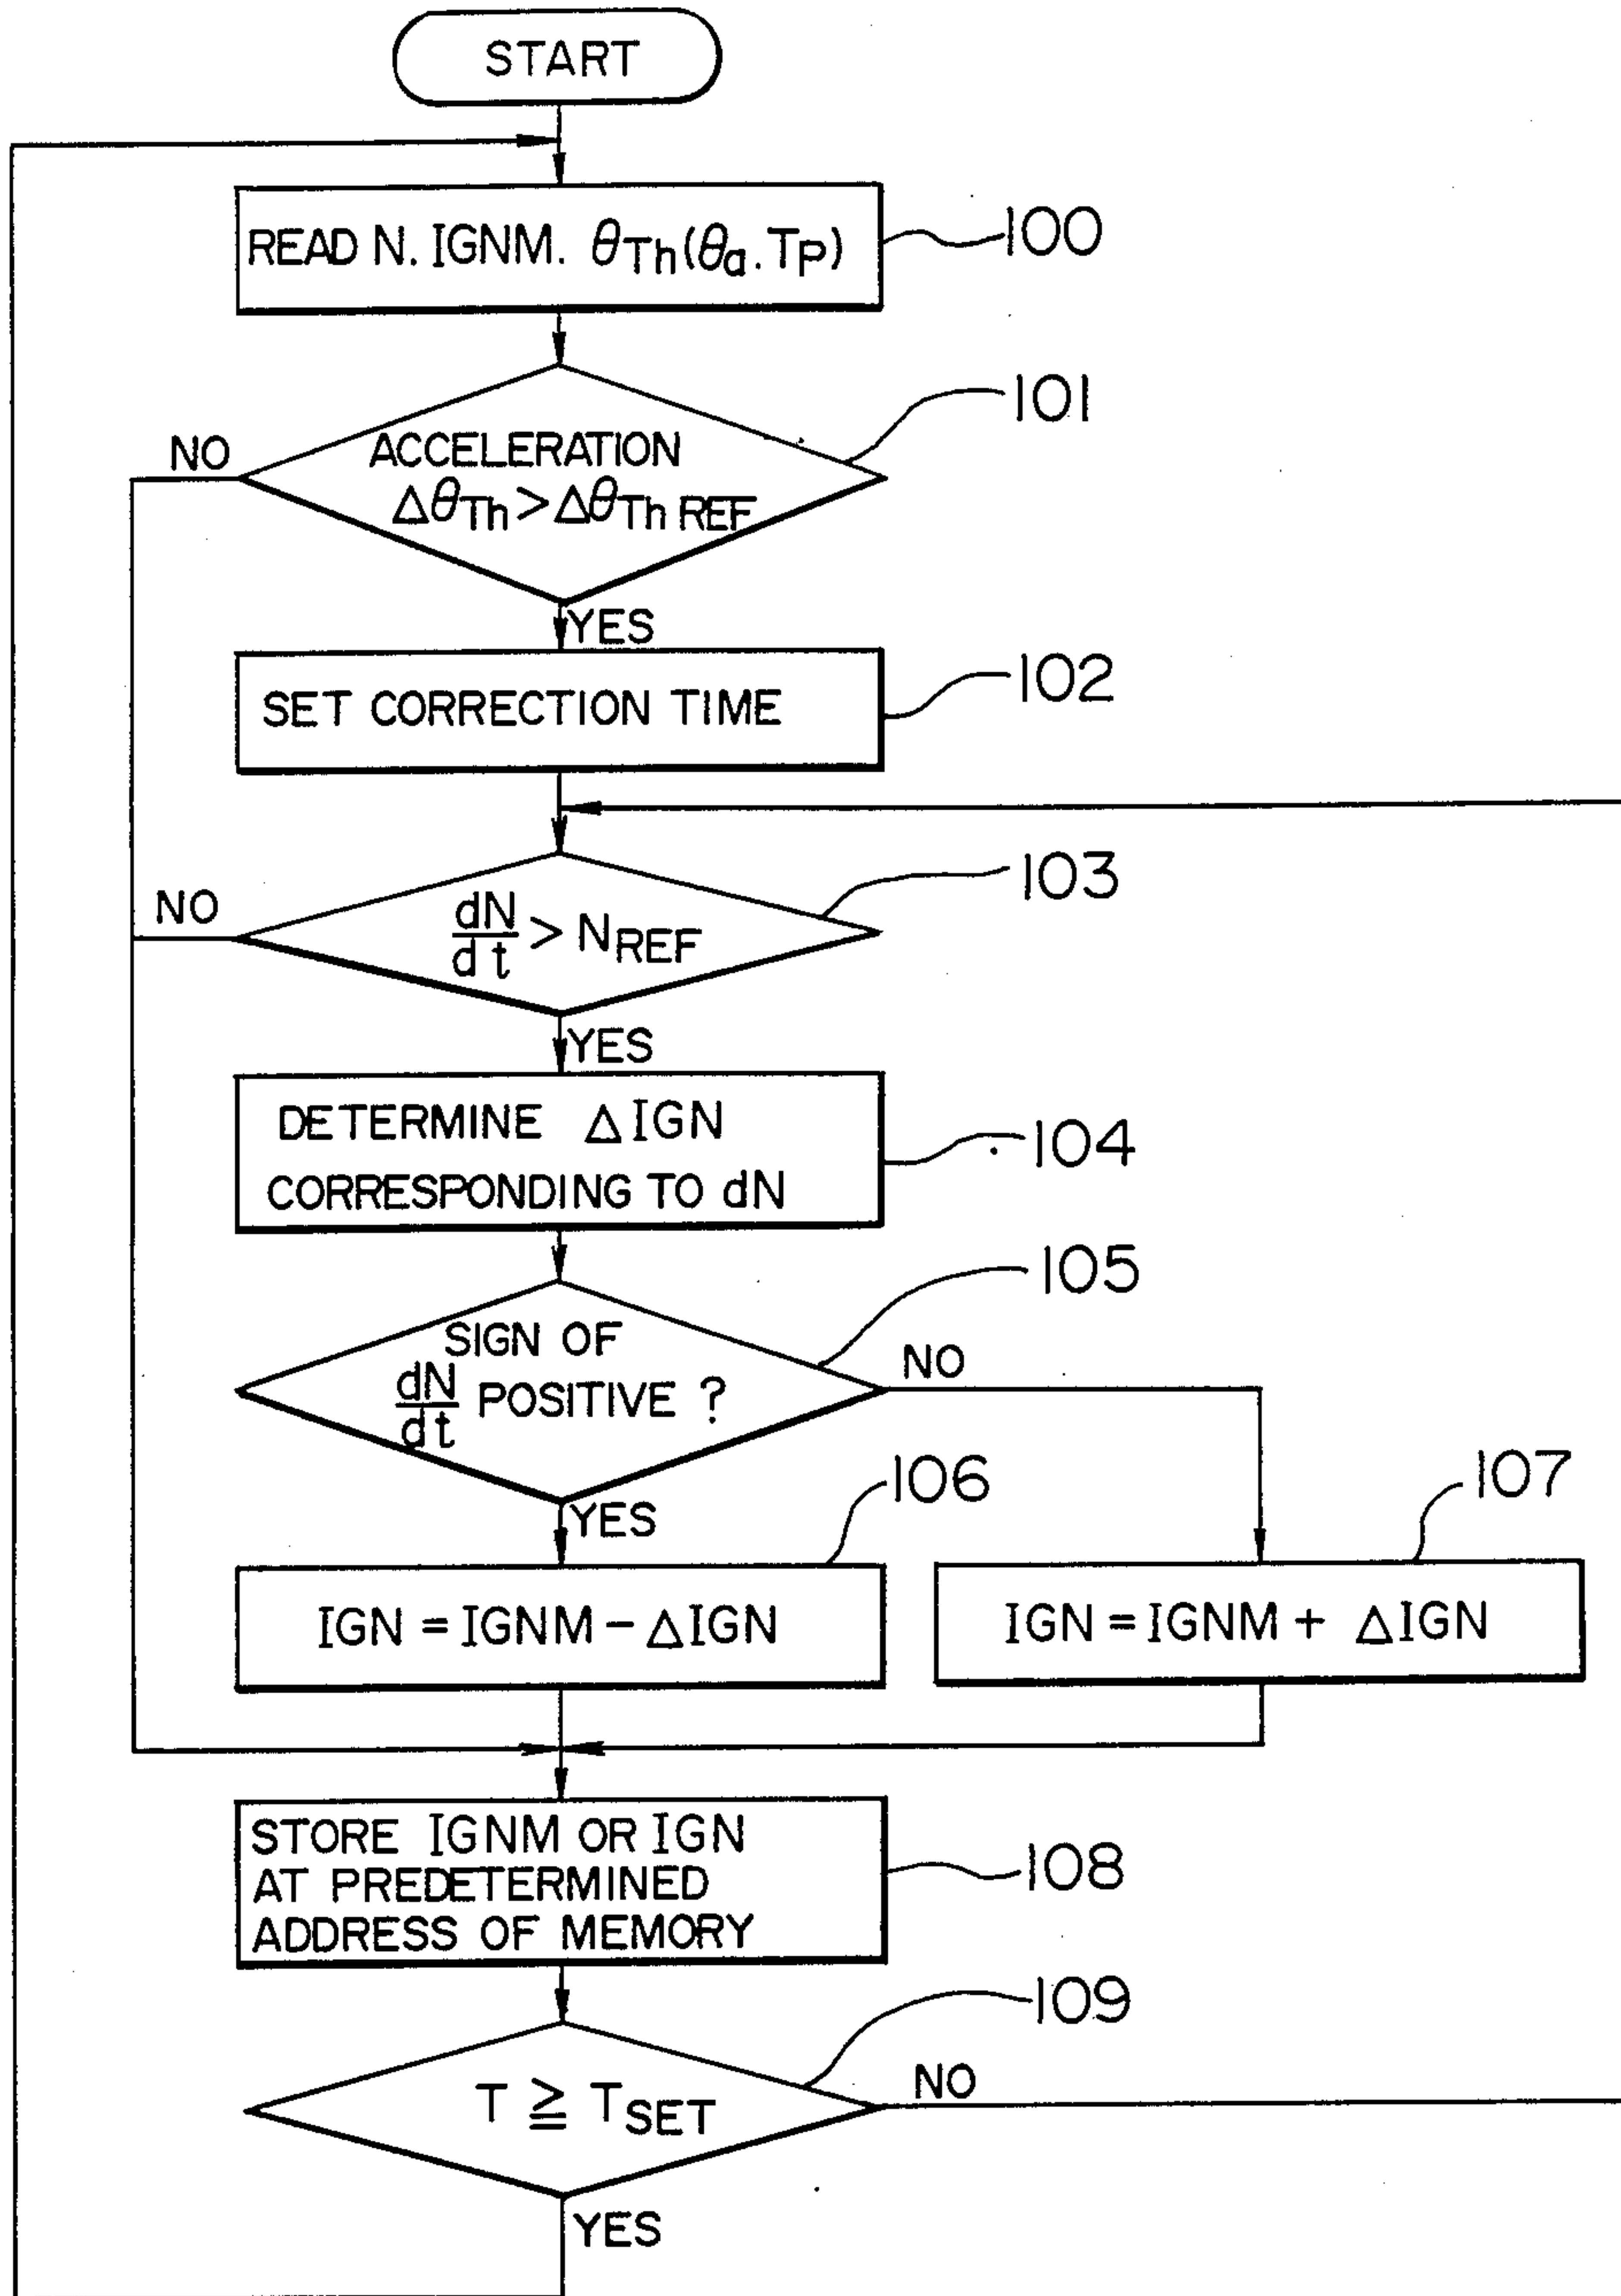 START
READ N. IGNM. θTh(θa.TP)
100
ACCELERATION
ΔθTh>ΔθTh REF
101
NO
YES
SET CORRECTION TIME
102
dN/dt > NREF
103
NO
YES
DETERMINE ΔIGN
CORRESPONDING TO dN
104
SIGN OF
dN/dt POSITIVE ?
105
NO
YES
106
107
IGN = IGNM - ΔIGN
IGN = IGNM + ΔIGN
STORE IGNM OR IGN
AT PREDETERMINED
ADDRESS OF MEMORY
108
T ≧ TSET
109
NO
YES